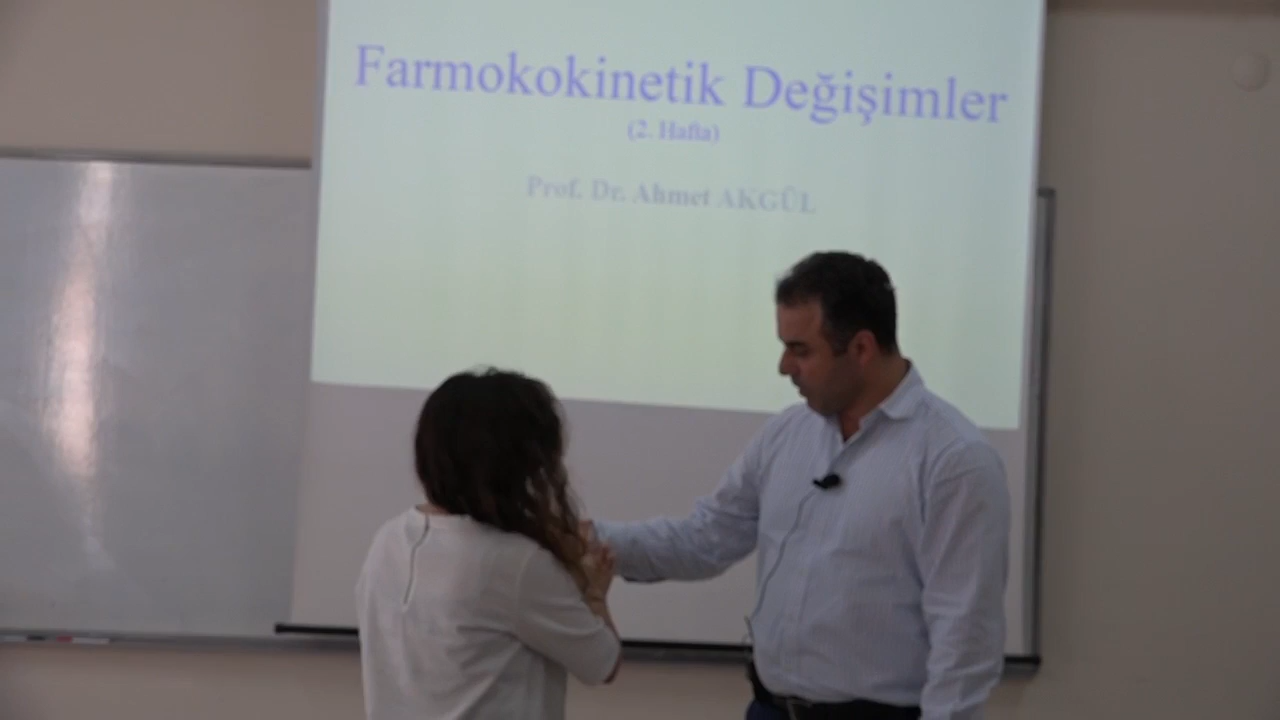 Farmokokinetik Değişimler
(2. Hafta)
Prof. Dr. Ahmet AKGÜL